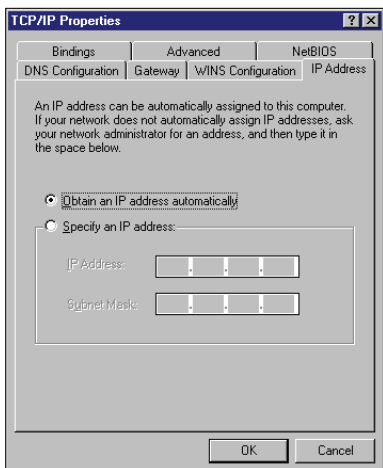 TCP/IP Properties
Bindings Advanced NetBIOS
DNS Configuration Gateway WINS Configuration IP Address
An IP address can be automatically assigned to this computer.
If your network does not automatically assign IP addresses, ask
your network administrator for an address, and then type it in
the space below.
Obtain an IP address automatically
Specify an IP address:
IP Address:
Subnet Mask:
OK Cancel